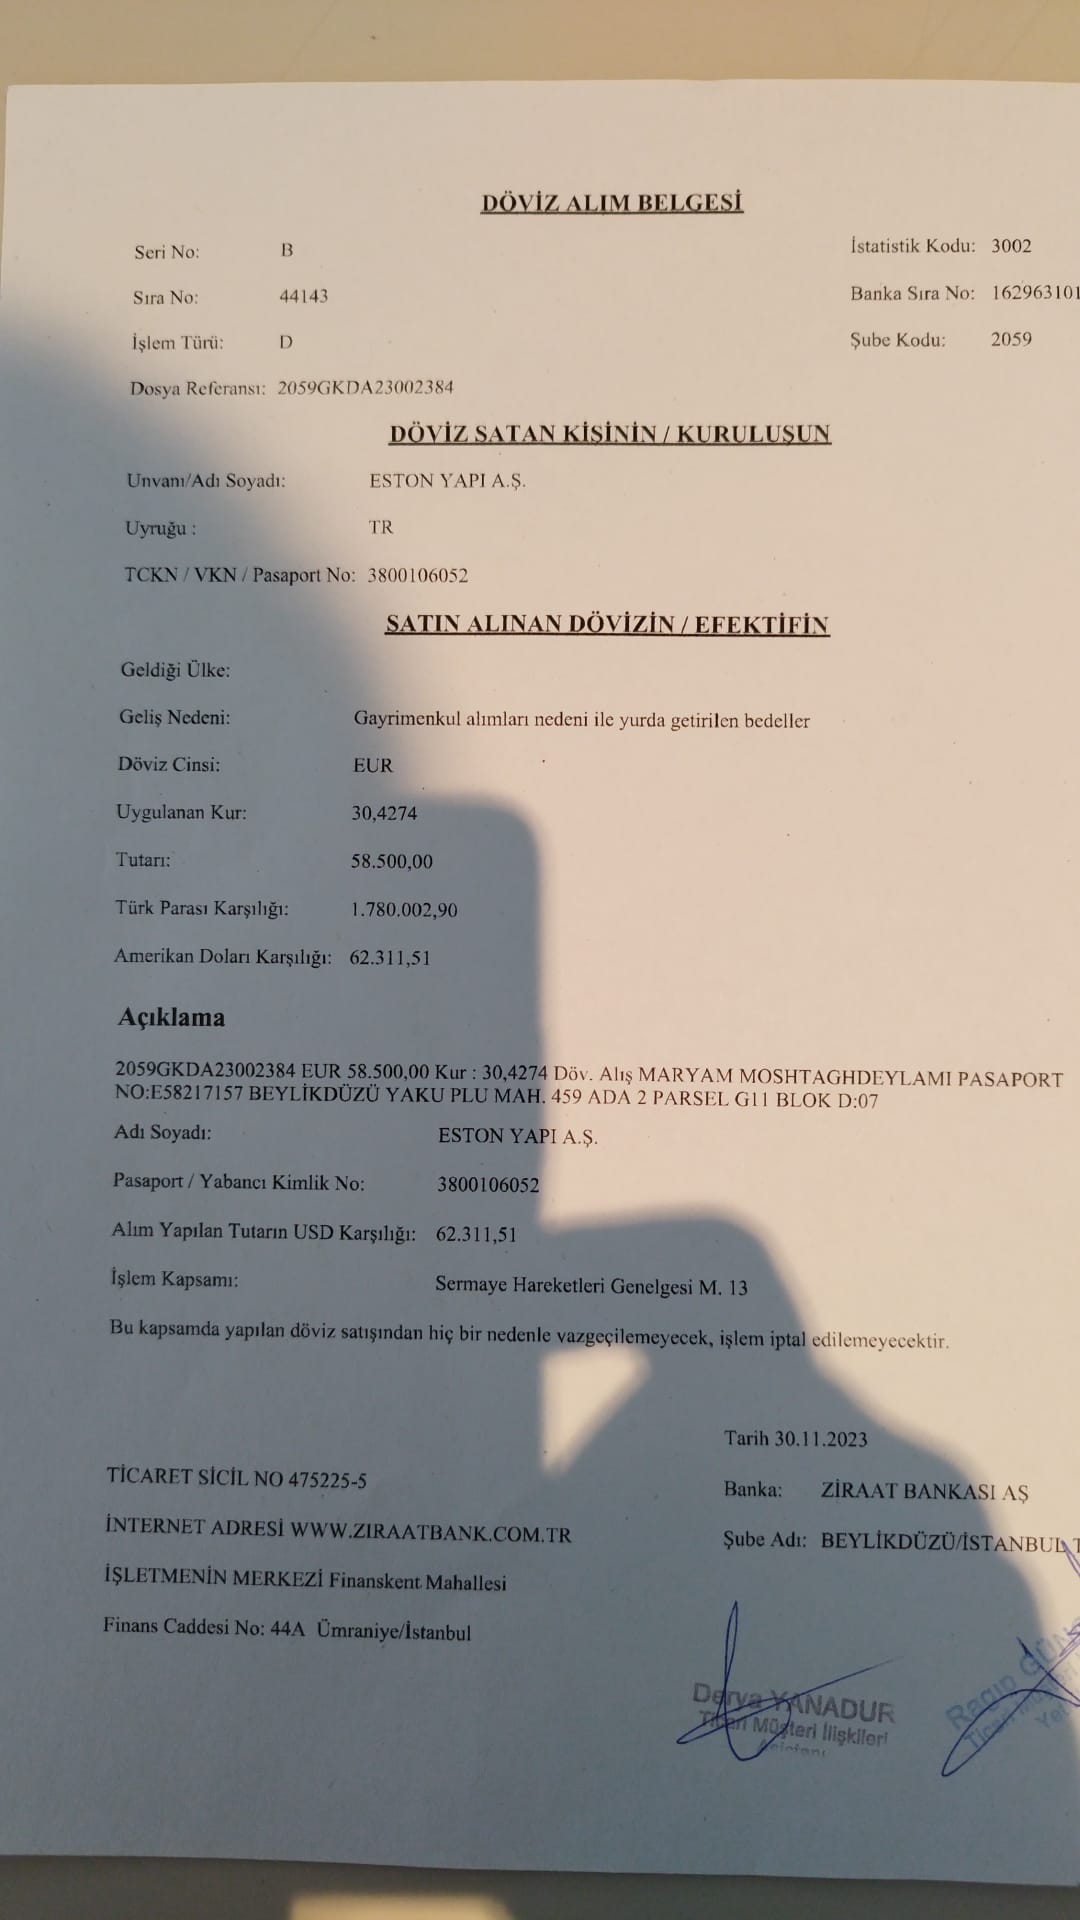 DÖVİZ ALIM BELGESİ
Seri No: B
İstatistik Kodu: 3002
Sıra No: 44143
Banka Sıra No: 162963101
İşlem Türü: D
Şube Kodu: 2059
Dosya Referansı: 2059GKDA23002384
DÖVİZ SATAN KİŞİNİN / KURULUŞUN
Unvanı/Adı Soyadı: ESTON YAPI A.Ş.
Uyruğu : TR
TCKN / VKN / Pasaport No: 3800106052
SATIN ALINAN DÖVİZİN / EFEKTİFİN
Geldiği Ülke:
Geliş Nedeni: Gayrimenkul alımları nedeni ile yurda getirilen bedeller
Döviz Cinsi: EUR
Uygulanan Kur: 30,4274
Tutarı: 58.500,00
Türk Parası Karşılığı: 1.780.002,90
Amerikan Doları Karşılığı: 62.311,51
Açıklama
2059GKDA23002384 EUR 58.500,00 Kur : 30,4274 Döv. Alış MARYAM MOSHTAGHDEYLAMI PASAPORT
NO:E58217157 BEYLİKDÜZÜ YAKU PLU MAH. 459 ADA 2 PARSEL G11 BLOK D:07
Adı Soyadı: ESTON YAPI A.Ş.
Pasaport / Yabancı Kimlik No: 3800106052
Alım Yapılan Tutarın USD Karşılığı: 62.311,51
İşlem Kapsamı: Sermaye Hareketleri Genelgesi M. 13
Bu kapsamda yapılan döviz satışından hiç bir nedenle vazgeçilemeyecek, işlem iptal edilemeyecektir.
Tarih 30.11.2023
TİCARET SİCİL NO 475225-5
Banka: ZİRAAT BANKASI AŞ
İNTERNET ADRESİ WWW.ZIRAATBANK.COM.TR
Şube Adı: BEYLİKDÜZÜ/İSTANBUL
İŞLETMENİN MERKEZİ Finanskent Mahallesi
Finans Caddesi No: 44A Ümraniye/İstanbul
Derya YANADUR
Ticari Müşteri İlişkileri
Ragıp